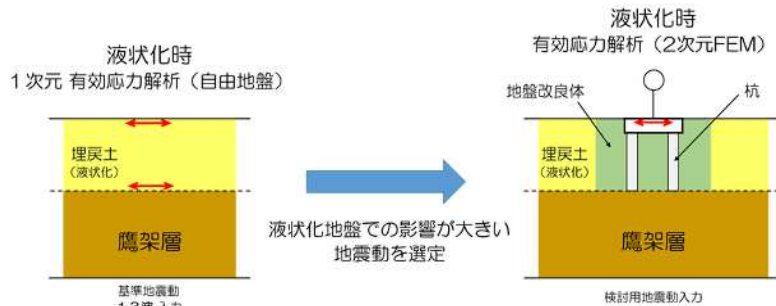 液状化時
1次元 有効応力解析（自由地盤）
埋戻土
（液状化）
鷹架層
基準地震動
液状化地盤での影響が大きい
地震動を選定
液状化時
有効応力解析（2次元FEM）
地盤改良体
杭
埋戻土
（液状化）
鷹架層
検討用地震動入力